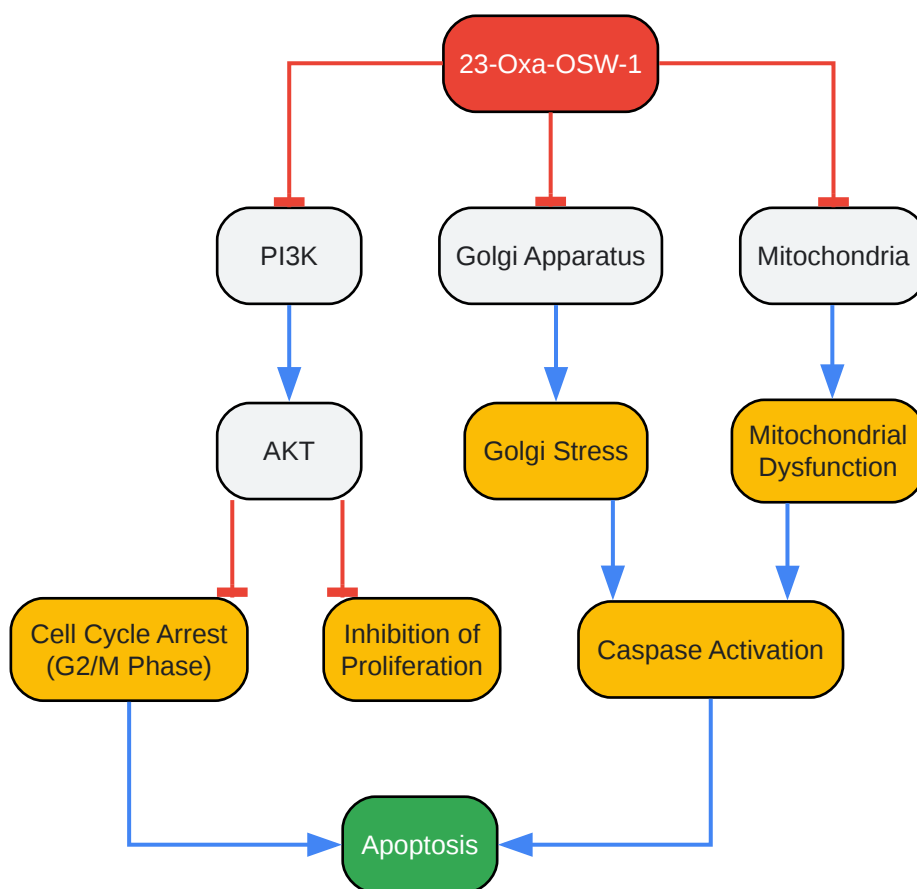 23-Oxa-OSW-1
PI3K
Golgi Apparatus
Mitochondria
AKT
Golgi Stress
Mitochondrial
Dysfunction
Cell Cycle Arrest
(G2/M Phase)
Inhibition of
Proliferation
Caspase Activation
Apoptosis